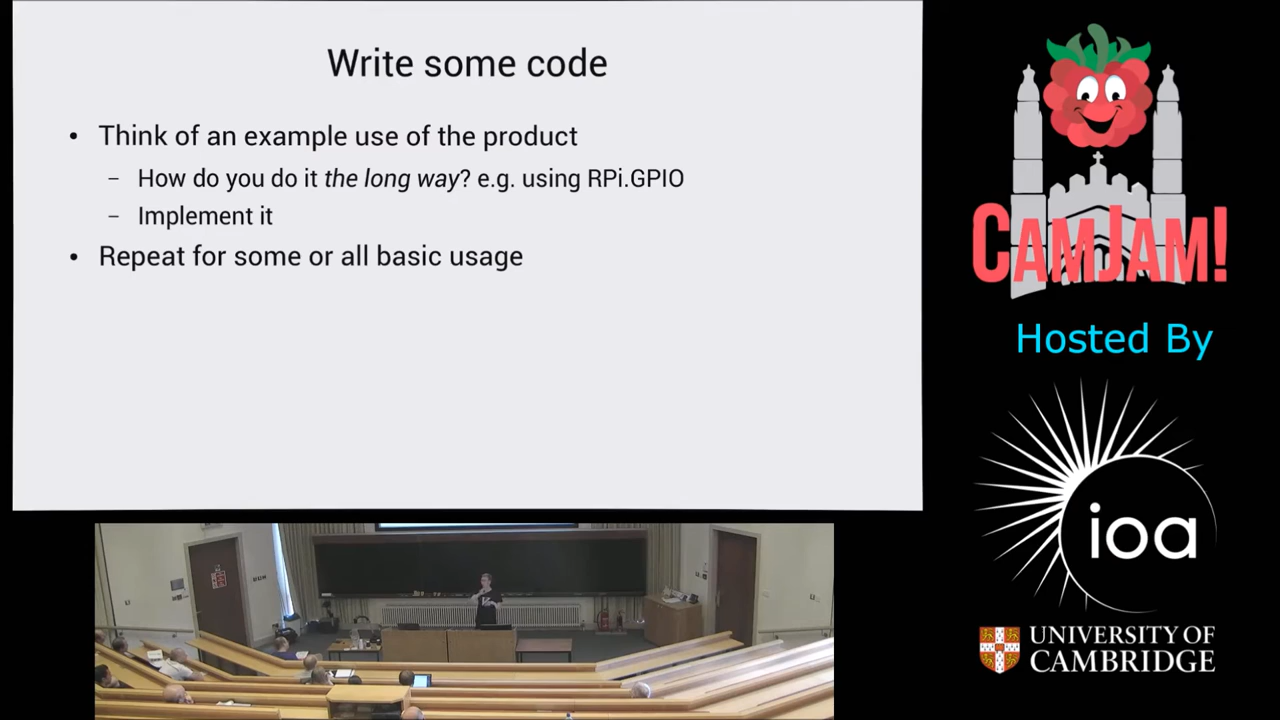 Write some code
• Think of an example use of the product
– How do you do it the long way? e.g. using RPi.GPIO
– Implement it
• Repeat for some or all basic usage
CAMJAM!
Hosted By
ioa
UNIVERSITY OF
CAMBRIDGE